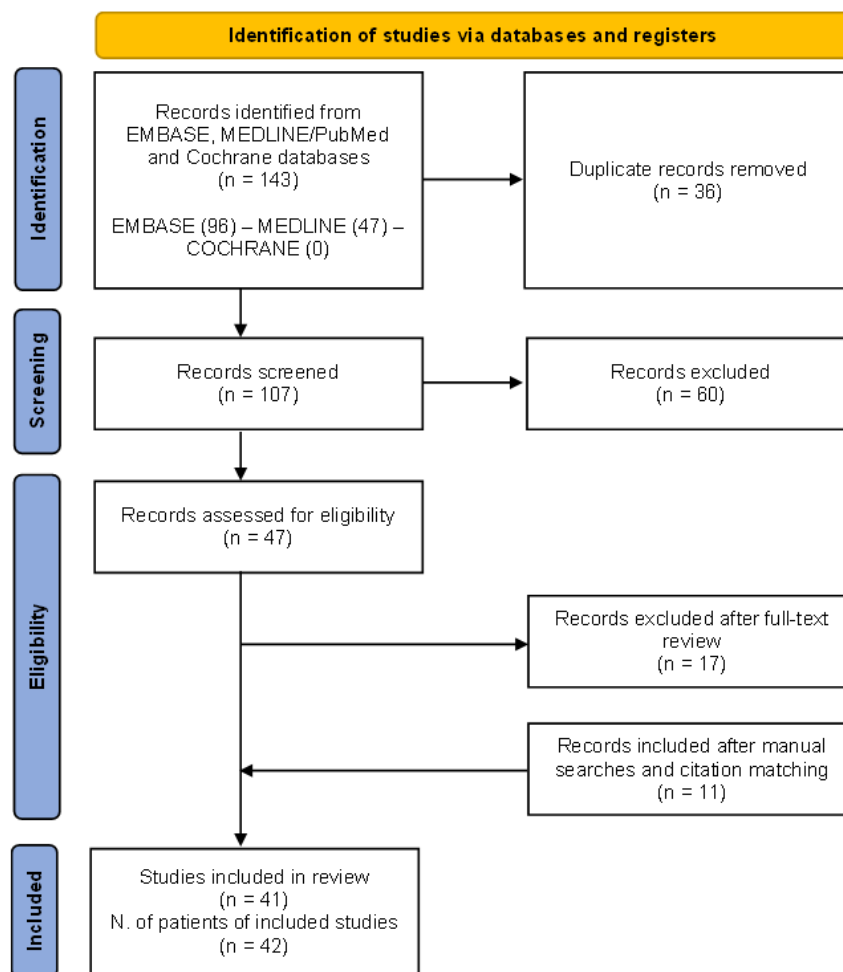 Identification of studies via databases and registers
Identification
Records identified from
EMBASE, MEDLINE/PubMed
and Cochrane databases
(n = 143)
EMBASE (96) – MEDLINE (47) –
COCHRANE (0)
Duplicate records removed
(n = 36)
Screening
Records screened
(n = 107)
Records excluded
(n = 60)
Eligibility
Records assessed for eligibility
(n = 47)
Records excluded after full-text
review
(n = 17)
Records included after manual
searches and citation matching
(n = 11)
Included
Studies included in review
(n = 41)
N. of patients of included studies
(n = 42)